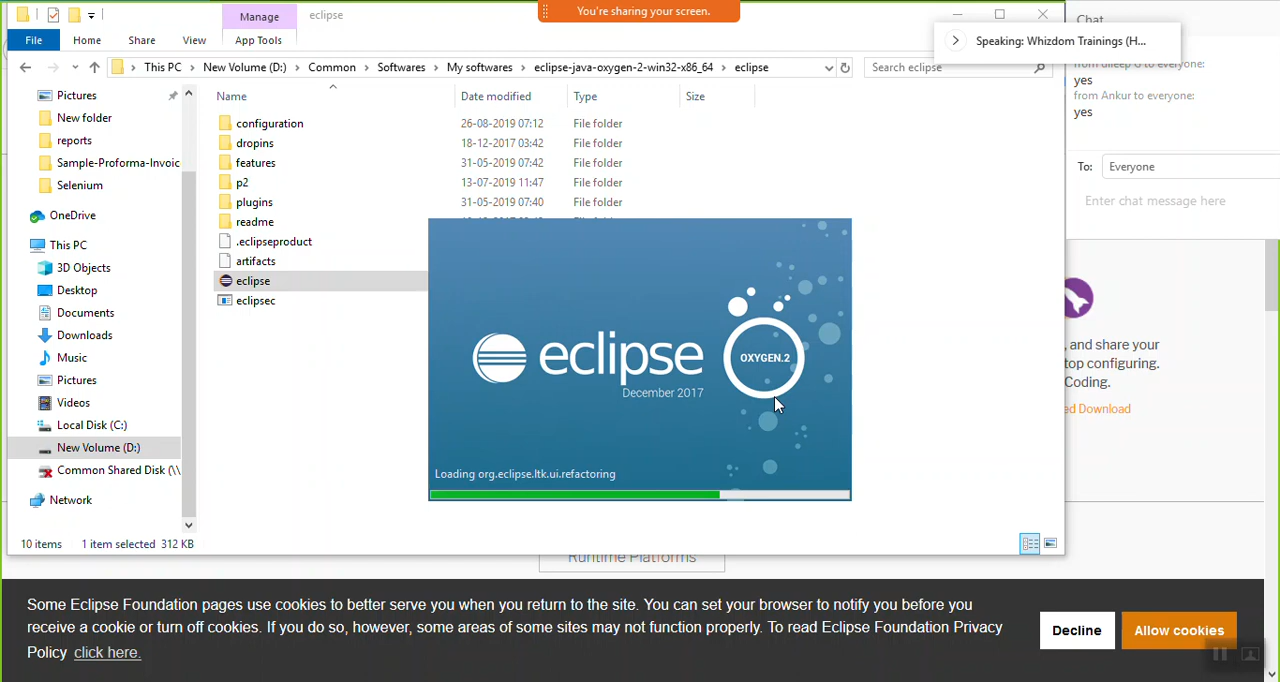 Manage
eclipse
You're sharing your screen.
Chat
File
Home
Share
View
App Tools
Speaking: Whizdom Trainings (H...
This PC
New Volume (D:)
Common
Softwares
My softwares
eclipse-java-oxygen-2-win32-x86_64
eclipse
Search eclipse
from dileep G to everyone:
yes
from Ankur to everyone:
yes
To:
Everyone
Enter chat message here
Pictures
New folder
reports
Sample-Proforma-Invoic
Selenium
OneDrive
This PC
3D Objects
Desktop
Documents
Downloads
Music
Pictures
Videos
Local Disk (C:)
New Volume (D:)
Common Shared Disk (\\
Network
Name
Date modified
Type
Size
configuration 26-08-2019 07:12 File folder
dropins 18-12-2017 03:42 File folder
features 31-05-2019 07:42 File folder
p2 13-07-2019 11:47 File folder
plugins 31-05-2019 07:40 File folder
readme
.eclipseproduct
artifacts
eclipse
eclipsec
eclipse
OXYGEN.2
December 2017
Loading org.eclipse.ltk.ui.refactoring
, and share your
top configuring.
Coding.
ed Download
10 items
1 item selected 312 KB
Runtime Platforms
Some Eclipse Foundation pages use cookies to better serve you when you return to the site. You can set your browser to notify you before you
receive a cookie or turn off cookies. If you do so, however, some areas of some sites may not function properly. To read Eclipse Foundation Privacy
Policy click here.
Decline
Allow cookies